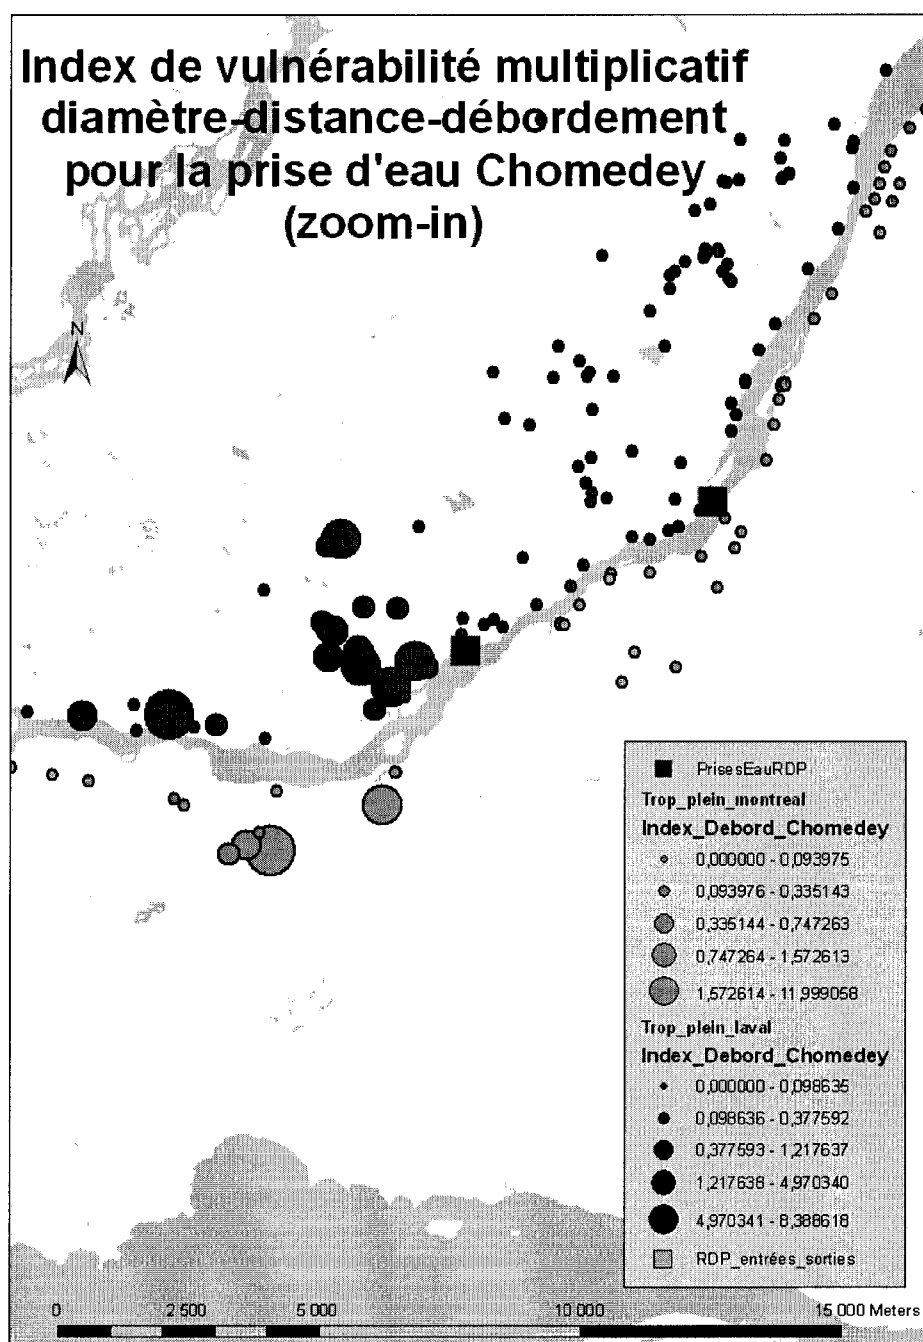 Index de vulnérabilité multiplicatif
diamètre-distance-débordement
pour la prise d'eau Chomedey
(zoom-in)
N
PrisesEauRDP
Trop_plein_montreal
Index_Debord_Chomedey
0,000000 - 0,093975
0,093976 - 0,335143
0,335144 - 0,747263
0,747264 - 1,572613
1,572614 - 11,999058
Trop_plein_laval
Index_Debord_Chomedey
0,000000 - 0,098635
0,098636 - 0,377592
0,377593 - 1,217637
1,217638 - 4,970340
4,970341 - 8,388618
RDP_entrées_sorties
0 2 500 5 000 10 000 15 000 Meters